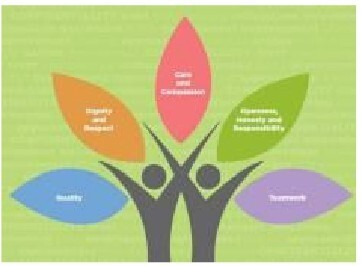 Care
and
Compassion
Dignity
and
Respect
Openness,
Honesty and
Responsibility
Quality
Teamwork